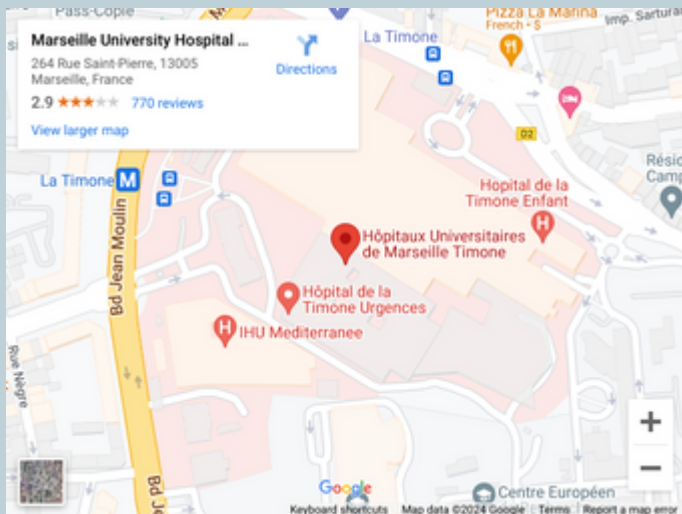 Pass-Copie
Marseille University Hospital ...
264 Rue Saint-Pierre, 13005
Marseille, France
2.9
770 reviews
View larger map
Directions
La Timone
Pizza La Marina
French • $
Imp. Sartura
D2
La Timone
M
Bd Jean Moulin
Hopital de la
Timone Enfant
H
Résid
Camp
Hôpitaux Universitaires
de Marseille Timone
Hôpital de la
Timone Urgences
H
IHU Mediterranee
Rue Nègre
Bd Jean Moulin
+
−
Google
Centre Européen
Keyboard shortcuts
Map data ©2024 Google
Terms
Report a map error